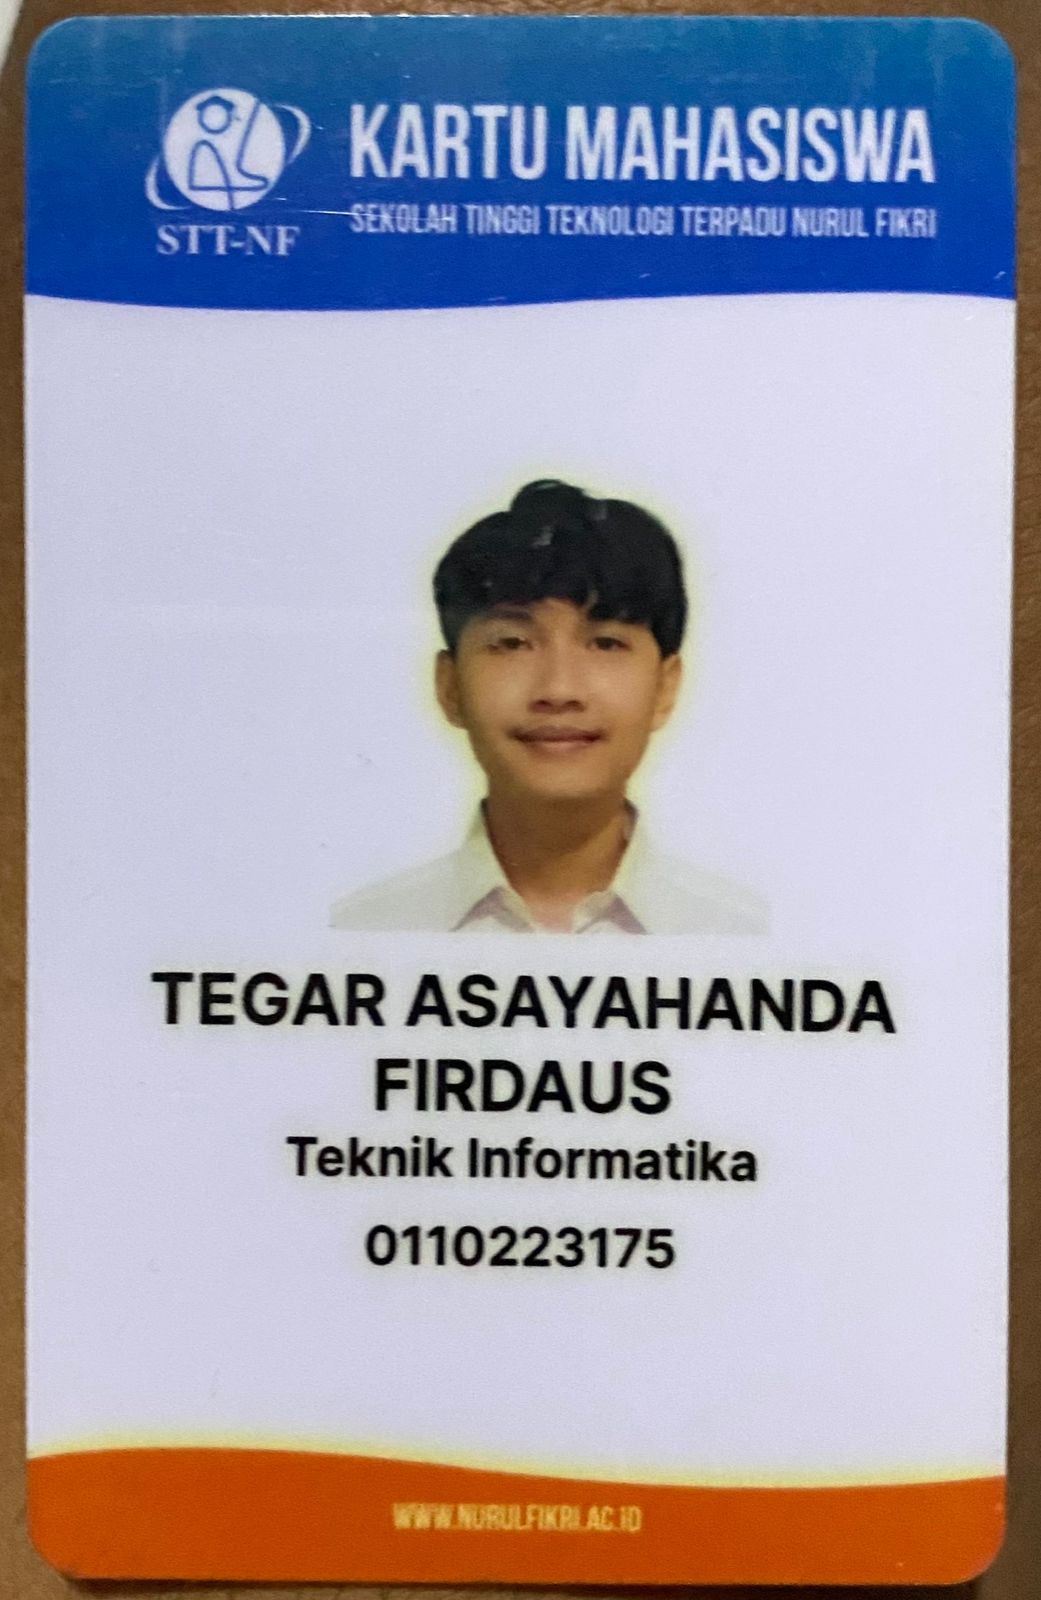 KARTU MAHASISWA
SEKOLAH TINGGI TEKNOLOGI TERPADU NURUL FIKRI
STT-NF
TEGAR ASAYAHANDA
FIRDAUS
Teknik Informatika
0110223175
WWW.NURULFIKRI.AC.ID